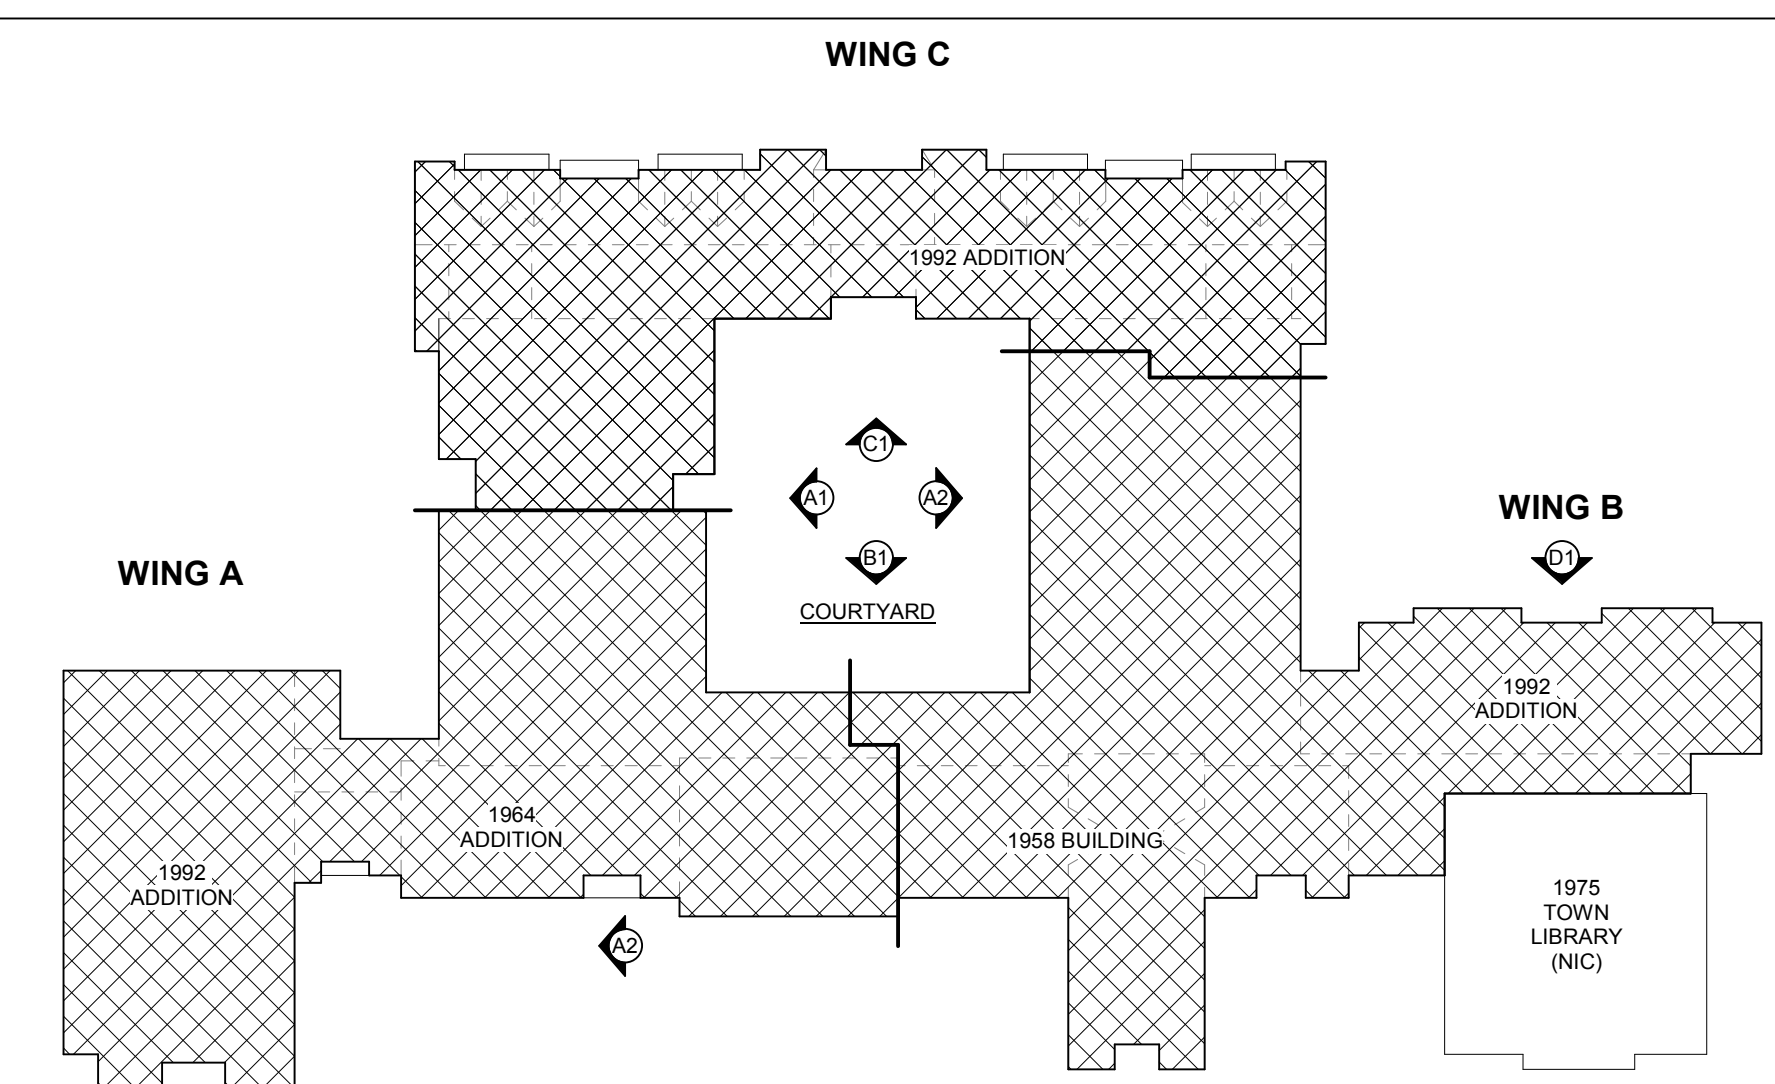 WING C
1992 ADDITION
C1
A1
A2
WING B
B1
D1
WING A
COURTYARD
1992
ADDITION
1964
ADDITION
1958 BUILDING
1992
ADDITION
1975
TOWN
LIBRARY
(NIC)
A2